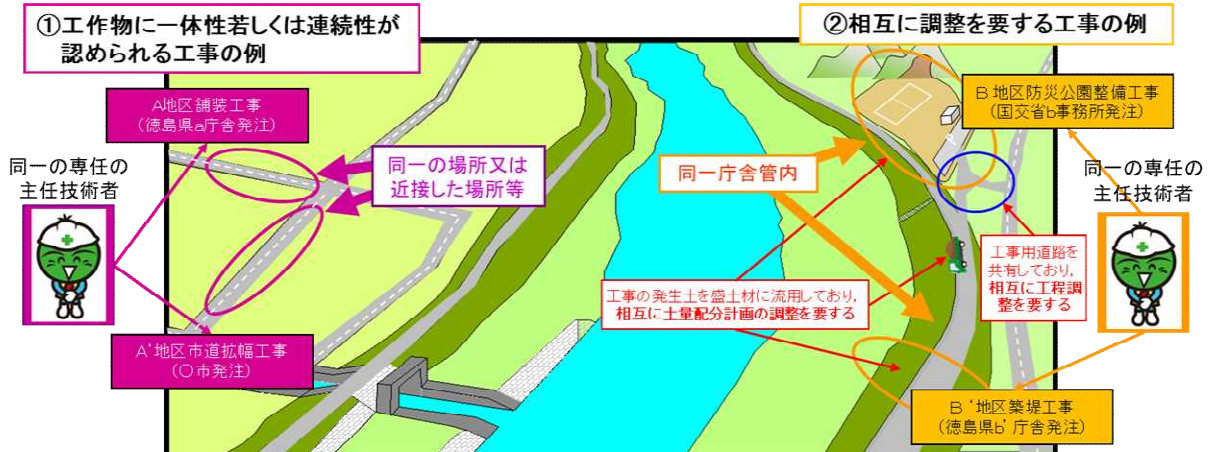 ①工作物に一体性若しくは連続性が
認められる工事の例
②相互に調整を要する工事の例
A地区舗装工事
(徳島県a庁舎発注)
同一の専任の
主任技術者
同一の場所又は
近接した場所等
A'地区市道拡幅工事
(○市発注)
同一庁舎管内
B地区防災公園整備工事
(国交省b事務所発注)
同一の専任の
主任技術者
工事用道路を
共有しており,
相互に工程調
整を要する
工事の発生土を盛土材に流用しており,
相互に土量配分計画の調整を要する
B'地区築堤工事
(徳島県b'庁舎発注)